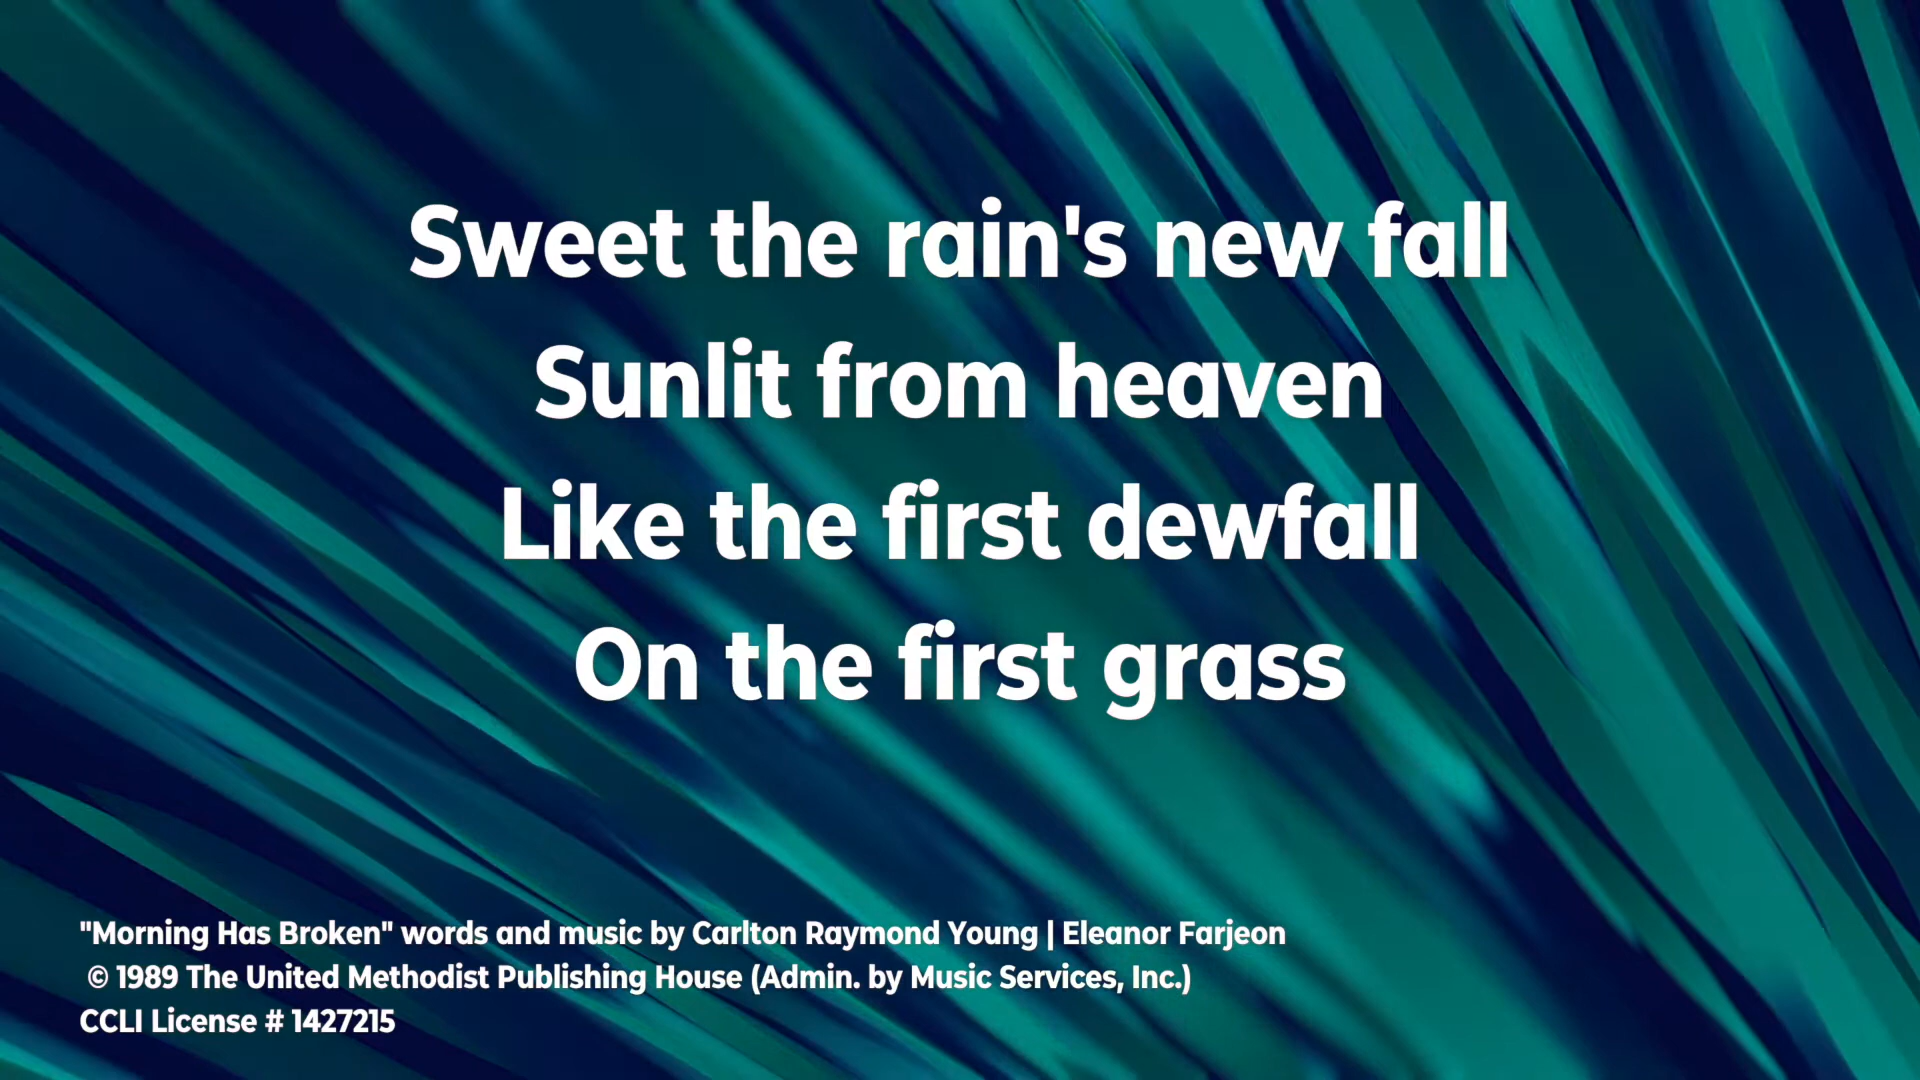 Sweet the rain's new fall
Sunlit from heaven
Like the first dewfall
On the first grass
"Morning Has Broken" words and music by Carlton Raymond Young | Eleanor Farjeon
© 1989 The United Methodist Publishing House (Admin. by Music Services, Inc.)
CCLI License # 1427215